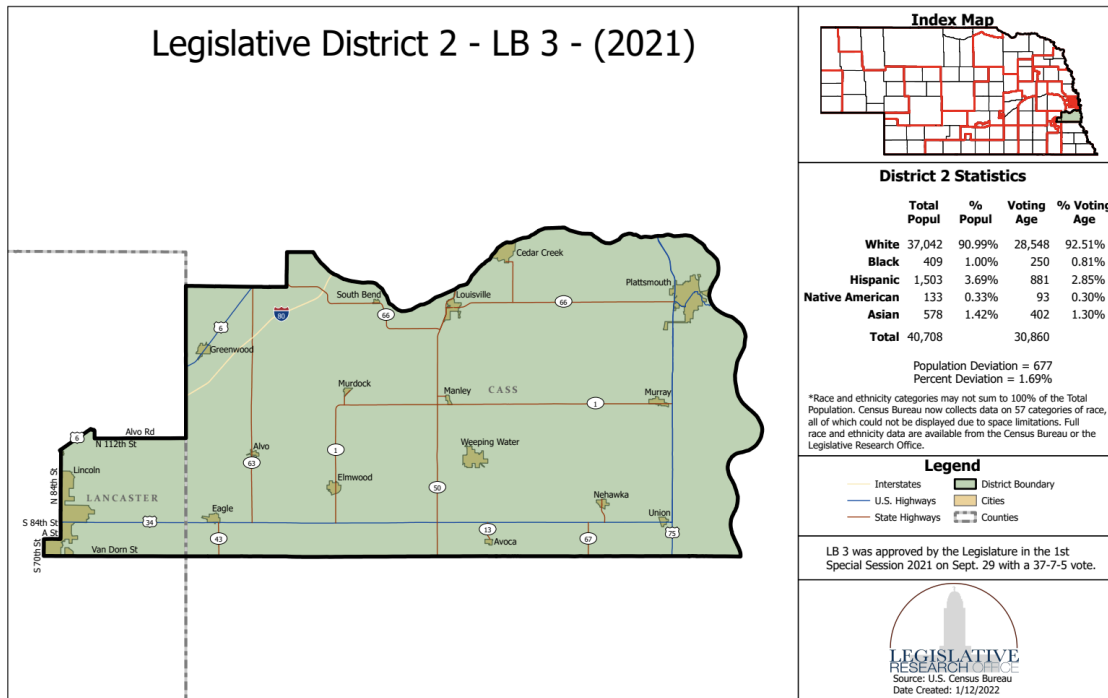 Legislative District 2 - LB 3 - (2021)
Cedar Creek
Plattsmouth
South Bend
Louisville
66
66
80
6
Greenwood
Murdock
Manley
CASS
1
Murray
6
Alvo Rd
N 112th St
Alvo
63
1
Weeping Water
Lincoln
N 84th St
LANCASTER
Elmwood
50
Nehawka
Eagle
Union
S 84th St
34
13
A St
43
Avoca
67
75
Van Dorn St
S 70th St
Index Map
District 2 Statistics
Total Popul % Popul Voting Age % Voting Age
White 37,042 90.99% 28,548 92.51%
Black 409 1.00% 250 0.81%
Hispanic 1,503 3.69% 881 2.85%
Native American 133 0.33% 93 0.30%
Asian 578 1.42% 402 1.30%
Total 40,708 30,860
Population Deviation = 677
Percent Deviation = 1.69%
*Race and ethnicity categories may not sum to 100% of the Total
Population. Census Bureau now collects data on 57 categories of race,
all of which could not be displayed due to space limitations. Full
race and ethnicity data are available from the Census Bureau or the
Legislative Research Office.
Legend
Interstates
District Boundary
U.S. Highways
Cities
State Highways
Counties
LB 3 was approved by the Legislature in the 1st
Special Session 2021 on Sept. 29 with a 37-7-5 vote.
LEGISLATIVE
RESEARCH OFFICE
Source: U.S. Census Bureau
Date Created: 1/12/2022